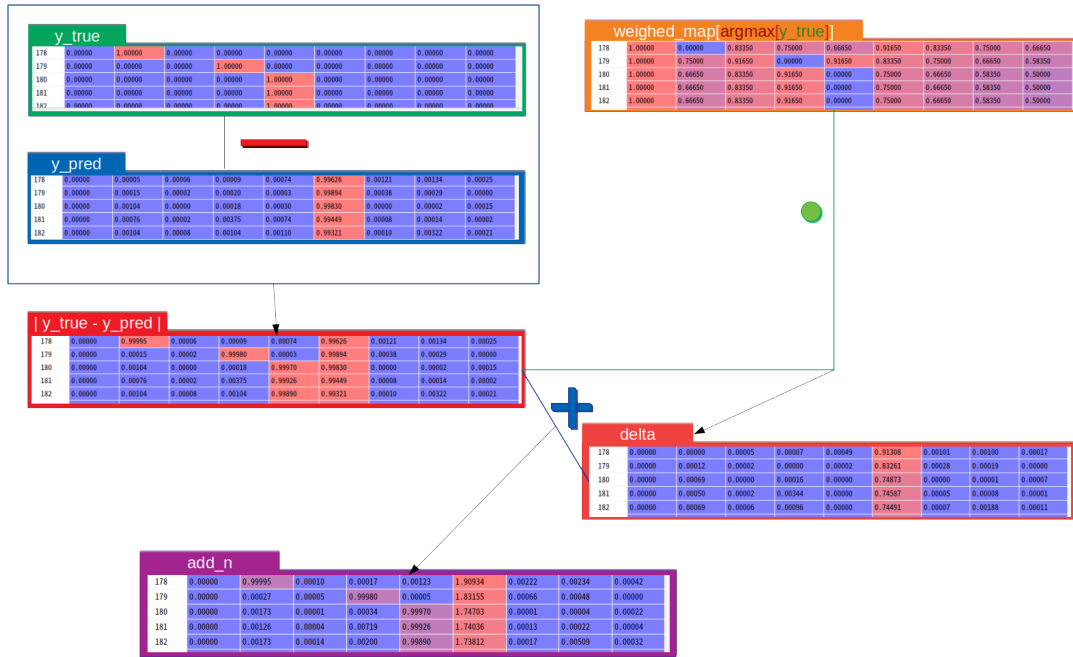 y_true
178 0.00000 1.00000 0.00000 0.00000 0.00000 0.00000 0.00000 0.00000 0.00000
179 0.00000 0.00000 0.00000 1.00000 0.00000 0.00000 0.00000 0.00000 0.00000
180 0.00000 0.00000 0.00000 0.00000 1.00000 0.00000 0.00000 0.00000 0.00000
181 0.00000 0.00000 0.00000 0.00000 1.00000 0.00000 0.00000 0.00000 0.00000
182 0.00000 0.00000 0.00000 0.00000 1.00000 0.00000 0.00000 0.00000 0.00000
weighed_map[argmax[y_true]]
178 1.00000 0.00000 0.83350 0.75000 0.66650 0.91650 0.83350 0.75000 0.66650
179 1.00000 0.75000 0.91650 0.00000 0.91650 0.83350 0.75000 0.66650 0.58350
180 1.00000 0.66650 0.83350 0.91650 0.00000 0.75000 0.66650 0.58350 0.50000
181 1.00000 0.66650 0.83350 0.91650 0.00000 0.75000 0.66650 0.58350 0.50000
182 1.00000 0.66650 0.83350 0.91650 0.00000 0.75000 0.66650 0.58350 0.50000
y_pred
178 0.00000 0.00005 0.00006 0.00009 0.00074 0.99626 0.00121 0.00134 0.00025
179 0.00000 0.00015 0.00002 0.00020 0.00003 0.99894 0.00038 0.00029 0.00000
180 0.00000 0.00104 0.00000 0.00018 0.00030 0.99830 0.00000 0.00002 0.00015
181 0.00000 0.00076 0.00002 0.00375 0.00074 0.99449 0.00008 0.00014 0.00002
182 0.00000 0.00104 0.00008 0.00104 0.00110 0.99321 0.00010 0.00322 0.00021
| y_true - y_pred |
178 0.00000 0.99995 0.00006 0.00009 0.00074 0.99626 0.00121 0.00134 0.00025
179 0.00000 0.00015 0.00002 0.99980 0.00003 0.99894 0.00038 0.00029 0.00000
180 0.00000 0.00104 0.00000 0.00018 0.99970 0.99830 0.00000 0.00002 0.00015
181 0.00000 0.00076 0.00002 0.00375 0.99926 0.99449 0.00008 0.00014 0.00002
182 0.00000 0.00104 0.00008 0.00104 0.99890 0.99321 0.00010 0.00322 0.00021
delta
178 0.00000 0.00000 0.00005 0.00007 0.00049 0.91308 0.00101 0.00100 0.00017
179 0.00000 0.00012 0.00002 0.00000 0.00002 0.83261 0.00028 0.00019 0.00000
180 0.00000 0.00069 0.00000 0.00016 0.00000 0.74873 0.00000 0.00001 0.00007
181 0.00000 0.00050 0.00002 0.00344 0.00000 0.74587 0.00005 0.00008 0.00001
182 0.00000 0.00069 0.00006 0.00096 0.00000 0.74491 0.00007 0.00188 0.00011
add_n
178 0.00000 0.99995 0.00010 0.00017 0.00123 1.90934 0.00222 0.00234 0.00042
179 0.00000 0.00027 0.00005 0.99980 0.00005 1.83155 0.00066 0.00048 0.00000
180 0.00000 0.00173 0.00001 0.00034 0.99970 1.74703 0.00001 0.00004 0.00022
181 0.00000 0.00126 0.00004 0.00719 0.99926 1.74036 0.00013 0.00022 0.00004
182 0.00000 0.00173 0.00014 0.00200 0.99890 1.73812 0.00017 0.00509 0.00032